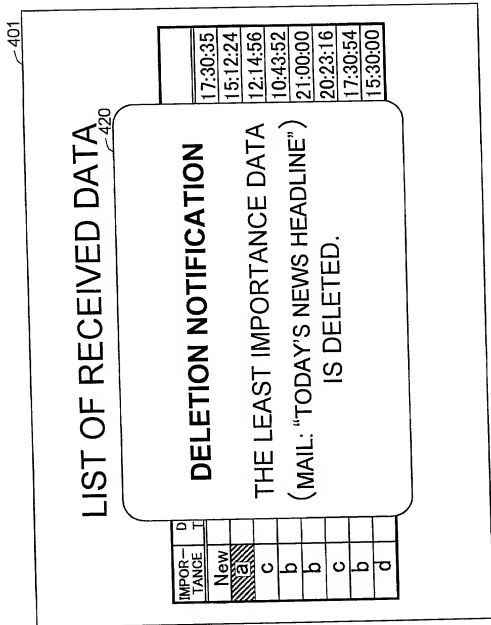 401
LIST OF RECEIVED DATA
420
IMPOR-
TANCE
D
T
New
17:30:35
a
15:12:24
c
12:14:56
b
10:43:52
b
21:00:00
c
20:23:16
b
17:30:54
d
15:30:00
DELETION NOTIFICATION
THE LEAST IMPORTANCE DATA
(MAIL: “TODAY'S NEWS HEADLINE”)
IS DELETED.